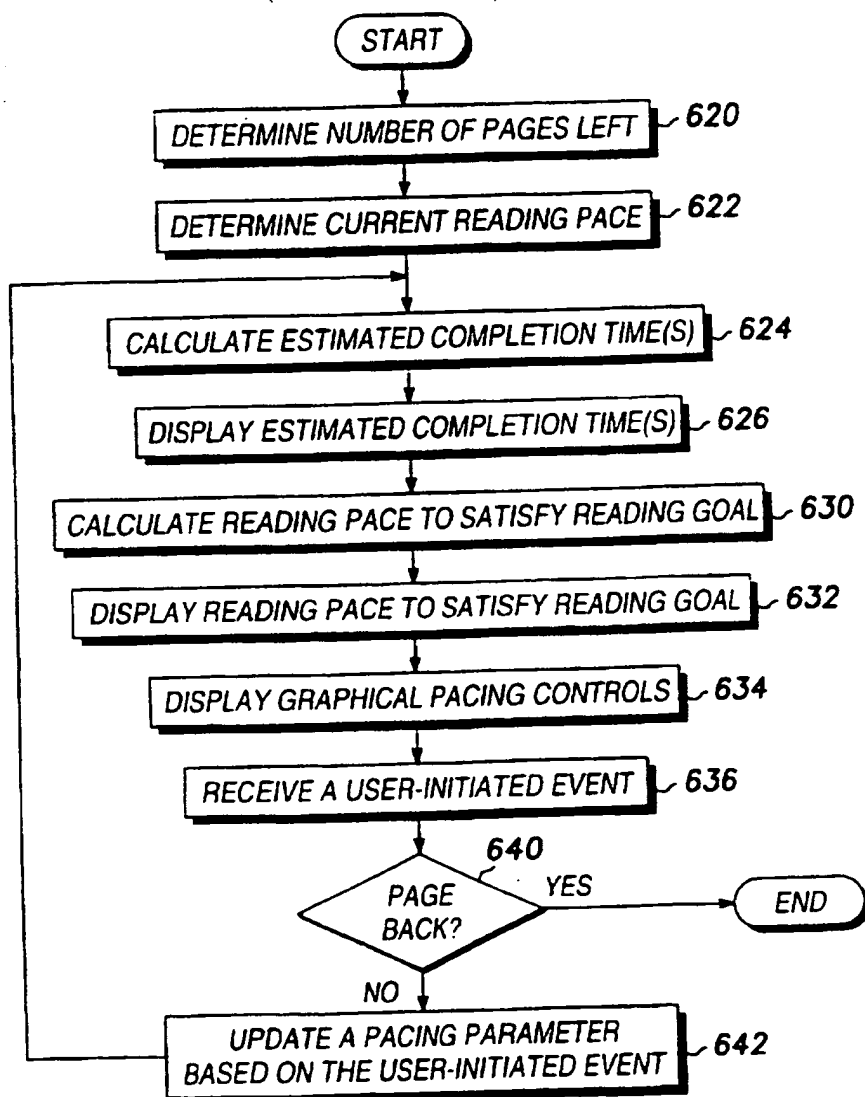 START
DETERMINE NUMBER OF PAGES LEFT 620
DETERMINE CURRENT READING PACE 622
CALCULATE ESTIMATED COMPLETION TIME(S) 624
DISPLAY ESTIMATED COMPLETION TIME(S) 626
CALCULATE READING PACE TO SATISFY READING GOAL 630
DISPLAY READING PACE TO SATISFY READING GOAL 632
DISPLAY GRAPHICAL PACING CONTROLS 634
RECEIVE A USER-INITIATED EVENT 636
640
PAGE
BACK?
YES
END
NO
UPDATE A PACING PARAMETER
BASED ON THE USER-INITIATED EVENT 642